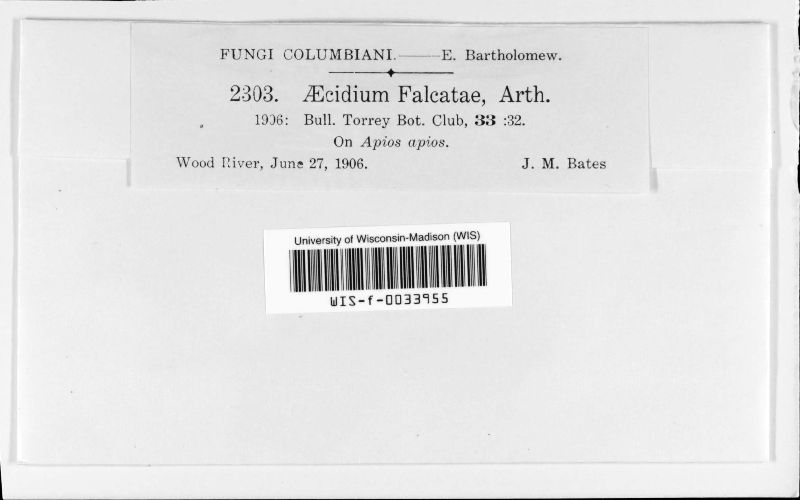 FUNGI COLUMBIANI.——E. Bartholomew.
2303. Æcidium Falcatae, Arth.
1906: Bull. Torrey Bot. Club, 33 :32.
On Apios apios.
Wood River, June 27, 1906. J. M. Bates
University of Wisconsin-Madison (WIS)
WIS-f-0033955